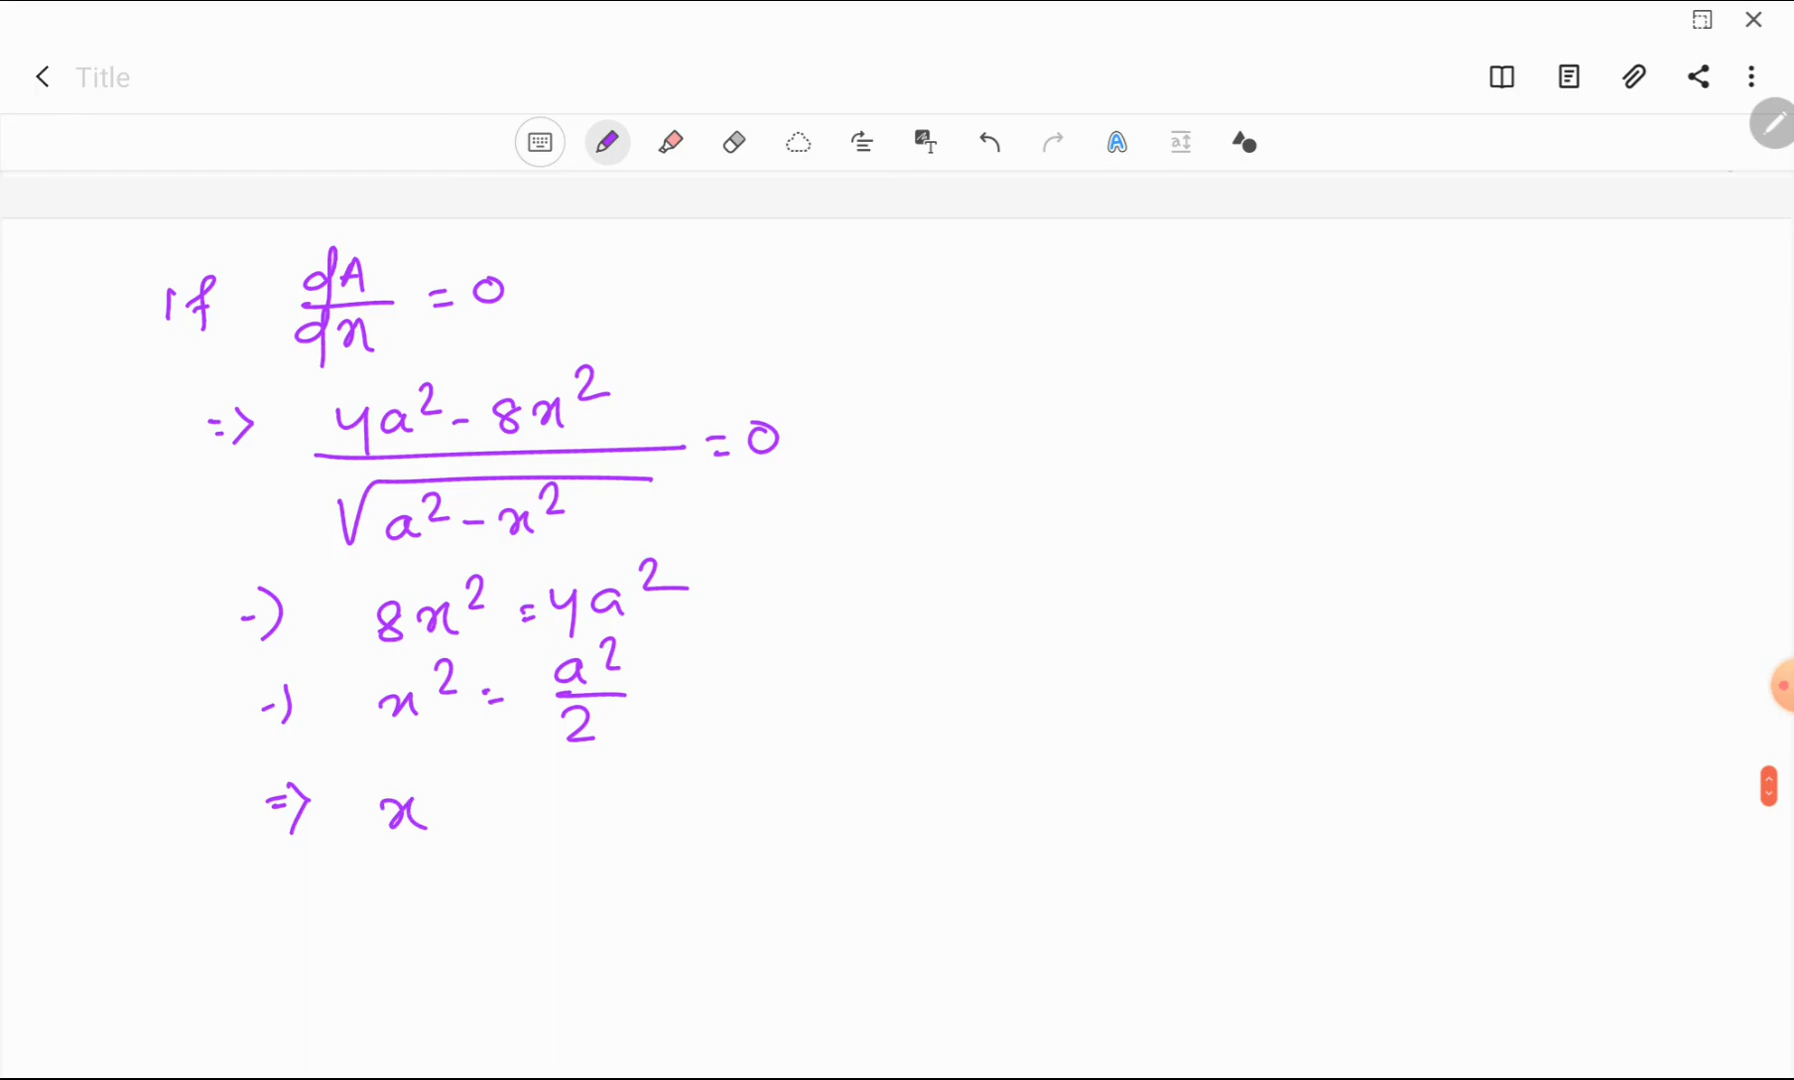 Title
if dA/dx = 0
=> (4a² - 8x²)/√(a² - x²) = 0
=> 8x² = 4a²
=> x² = a²/2
=> x